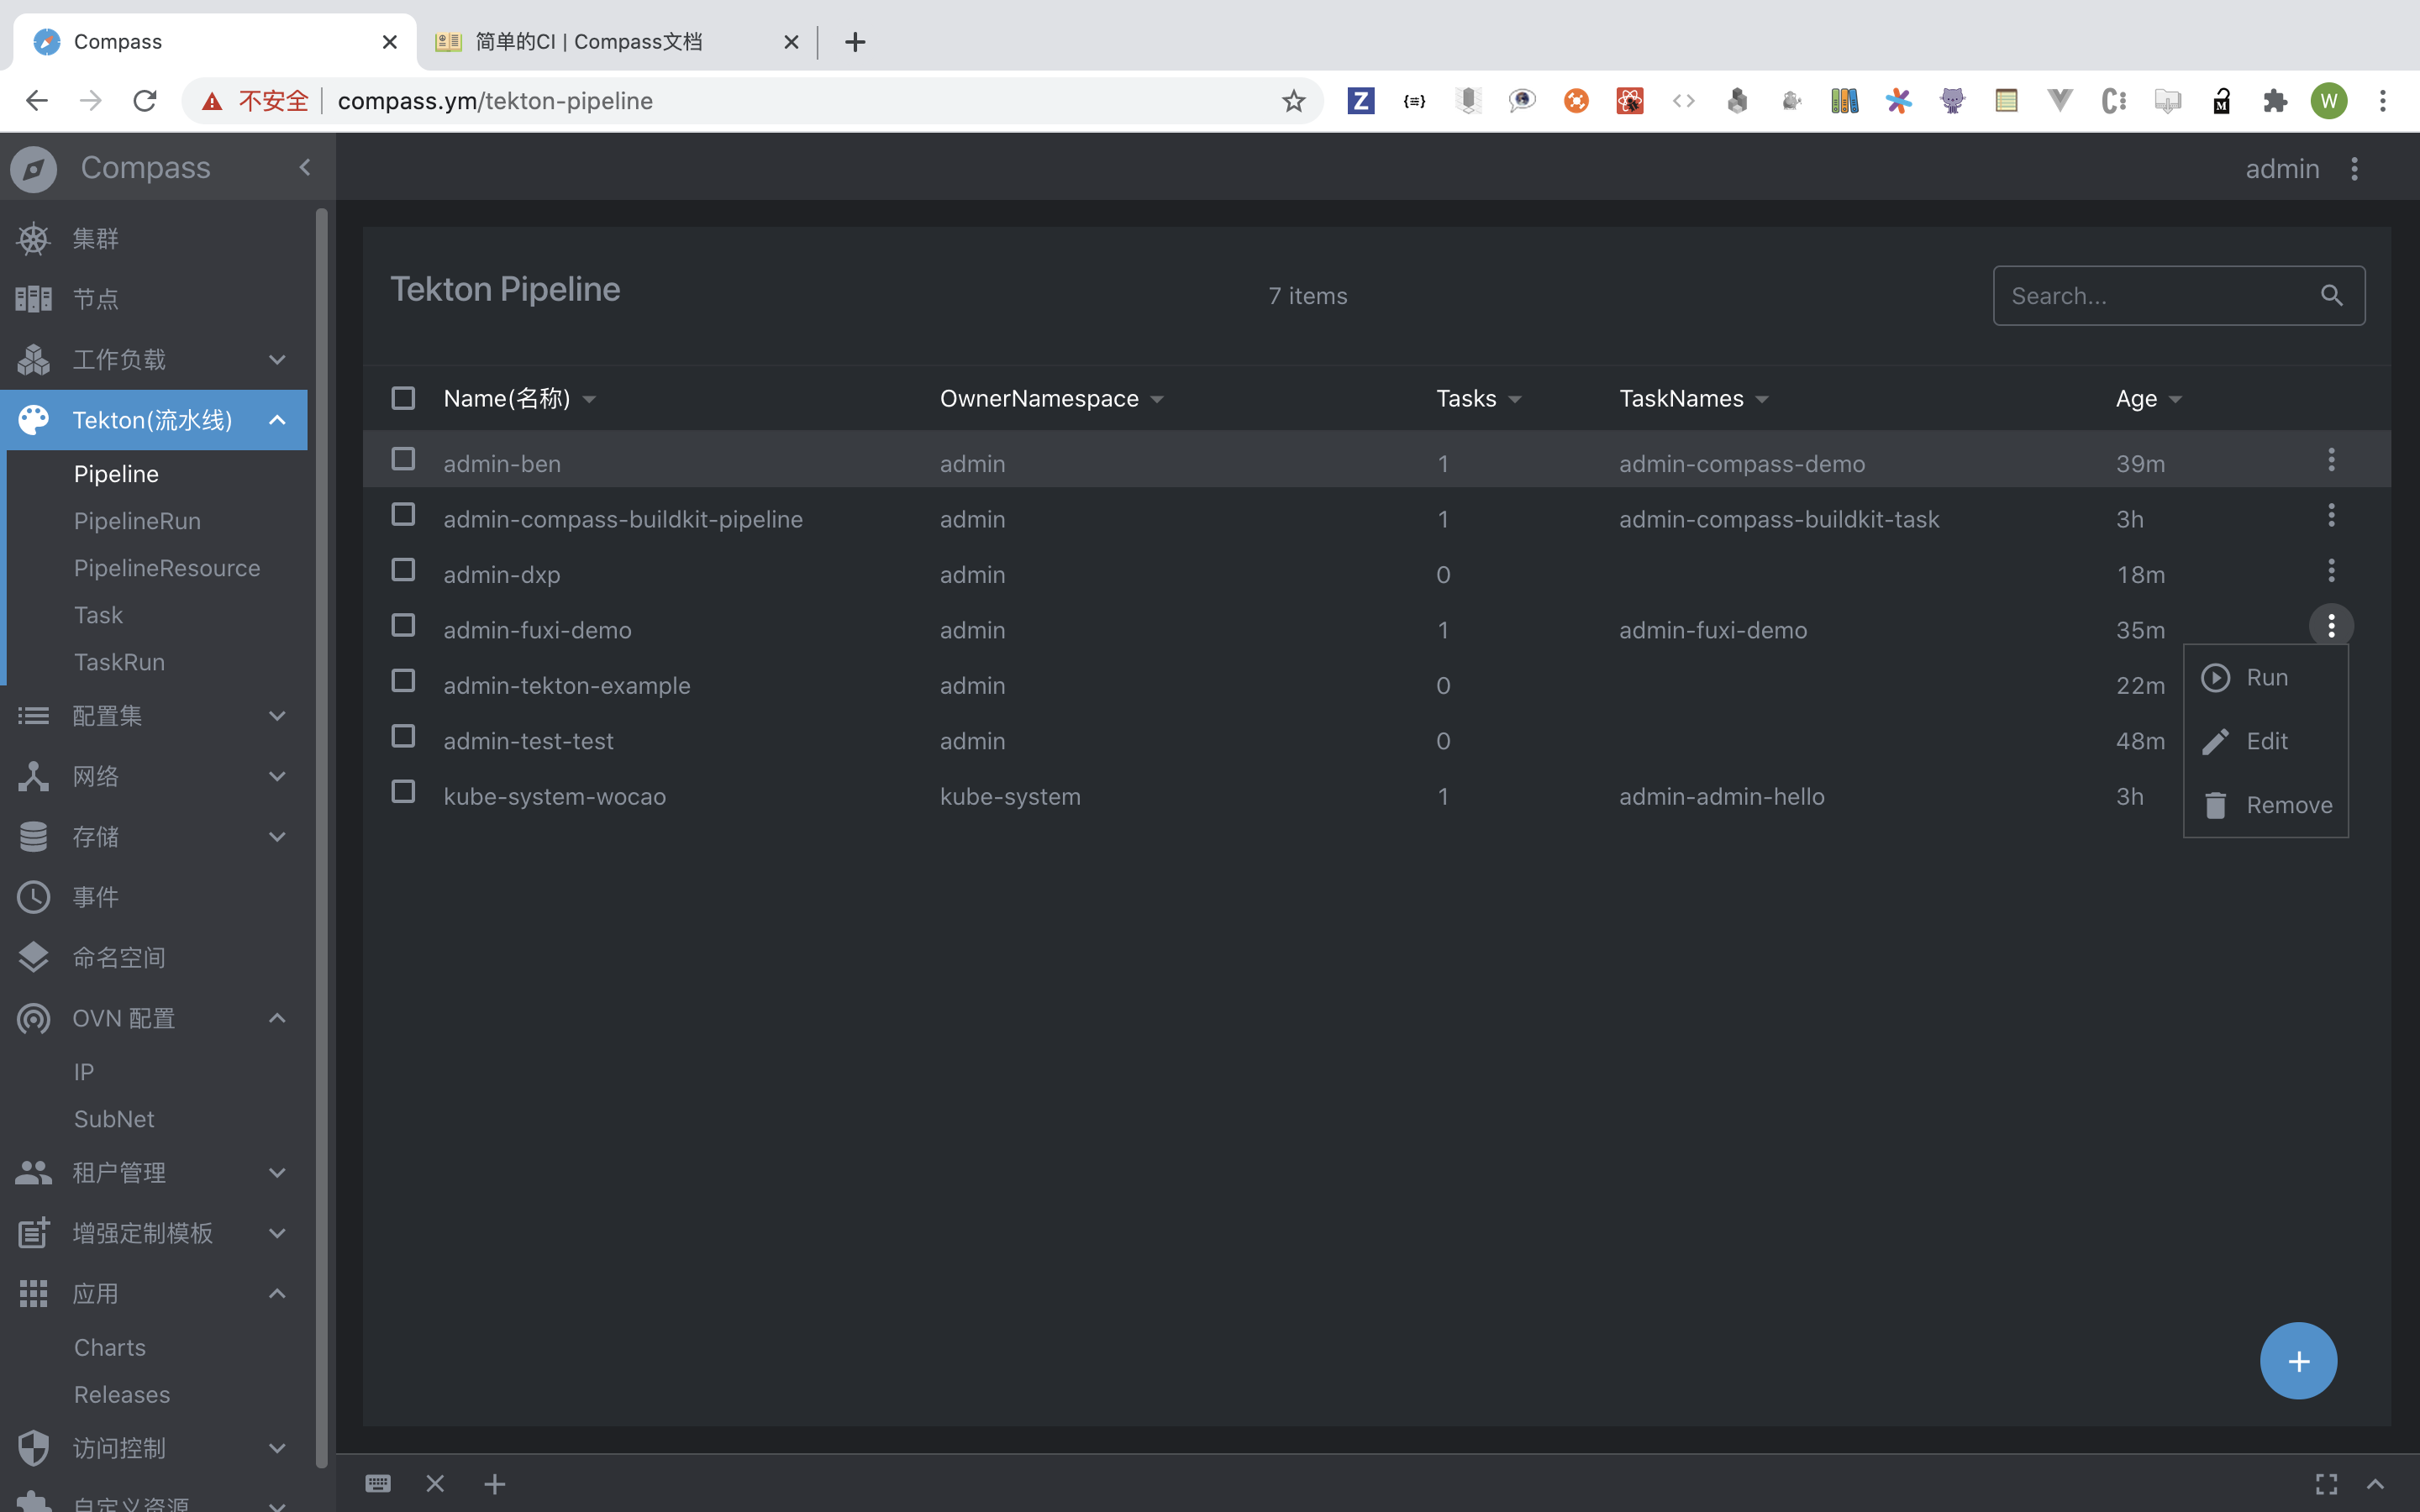 Compass
简单的CI | Compass文档
不安全 compass.ym/tekton-pipeline
W
Compass
admin
集群
节点
工作负载
Tekton(流水线)
Pipeline
PipelineRun
PipelineResource
Task
TaskRun
配置集
网络
存储
事件
命名空间
OVN 配置
IP
SubNet
租户管理
增强定制模板
应用
Charts
Releases
访问控制
自定义资源
Tekton Pipeline
7 items
Search...
Name(名称) OwnerNamespace Tasks TaskNames Age
admin-ben admin 1 admin-compass-demo 39m
admin-compass-buildkit-pipeline admin 1 admin-compass-buildkit-task 3h
admin-dxp admin 0 18m
admin-fuxi-demo admin 1 admin-fuxi-demo 35m
admin-tekton-example admin 0 22m
admin-test-test admin 0 48m
kube-system-wocao kube-system 1 admin-admin-hello 3h
Run
Edit
Remove